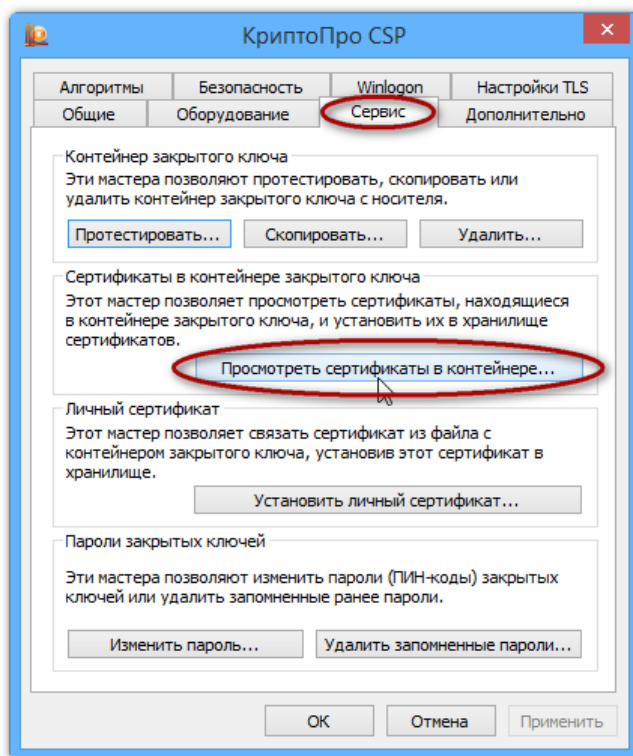 КриптоПро CSP
Алгоритмы
Безопасность
Winlogon
Настройки TLS
Общие
Оборудование
Сервис
Дополнительно
Контейнер закрытого ключа
Эти мастера позволяют протестировать, скопировать или
удалить контейнер закрытого ключа с носителя.
Протестировать...
Скопировать...
Удалить...
Сертификаты в контейнере закрытого ключа
Этот мастер позволяет просмотреть сертификаты, находящиеся
в контейнере закрытого ключа, и установить их в хранилище
сертификатов.
Просмотреть сертификаты в контейнере...
Личный сертификат
Этот мастер позволяет связать сертификат из файла с
контейнером закрытого ключа, установив этот сертификат в
хранилище.
Установить личный сертификат...
Пароли закрытых ключей
Эти мастера позволяют изменить пароли (ПИН-коды) закрытых
ключей или удалить запомненные ранее пароли.
Изменить пароль...
Удалить запомненные пароли...
ОК
Отмена
Применить